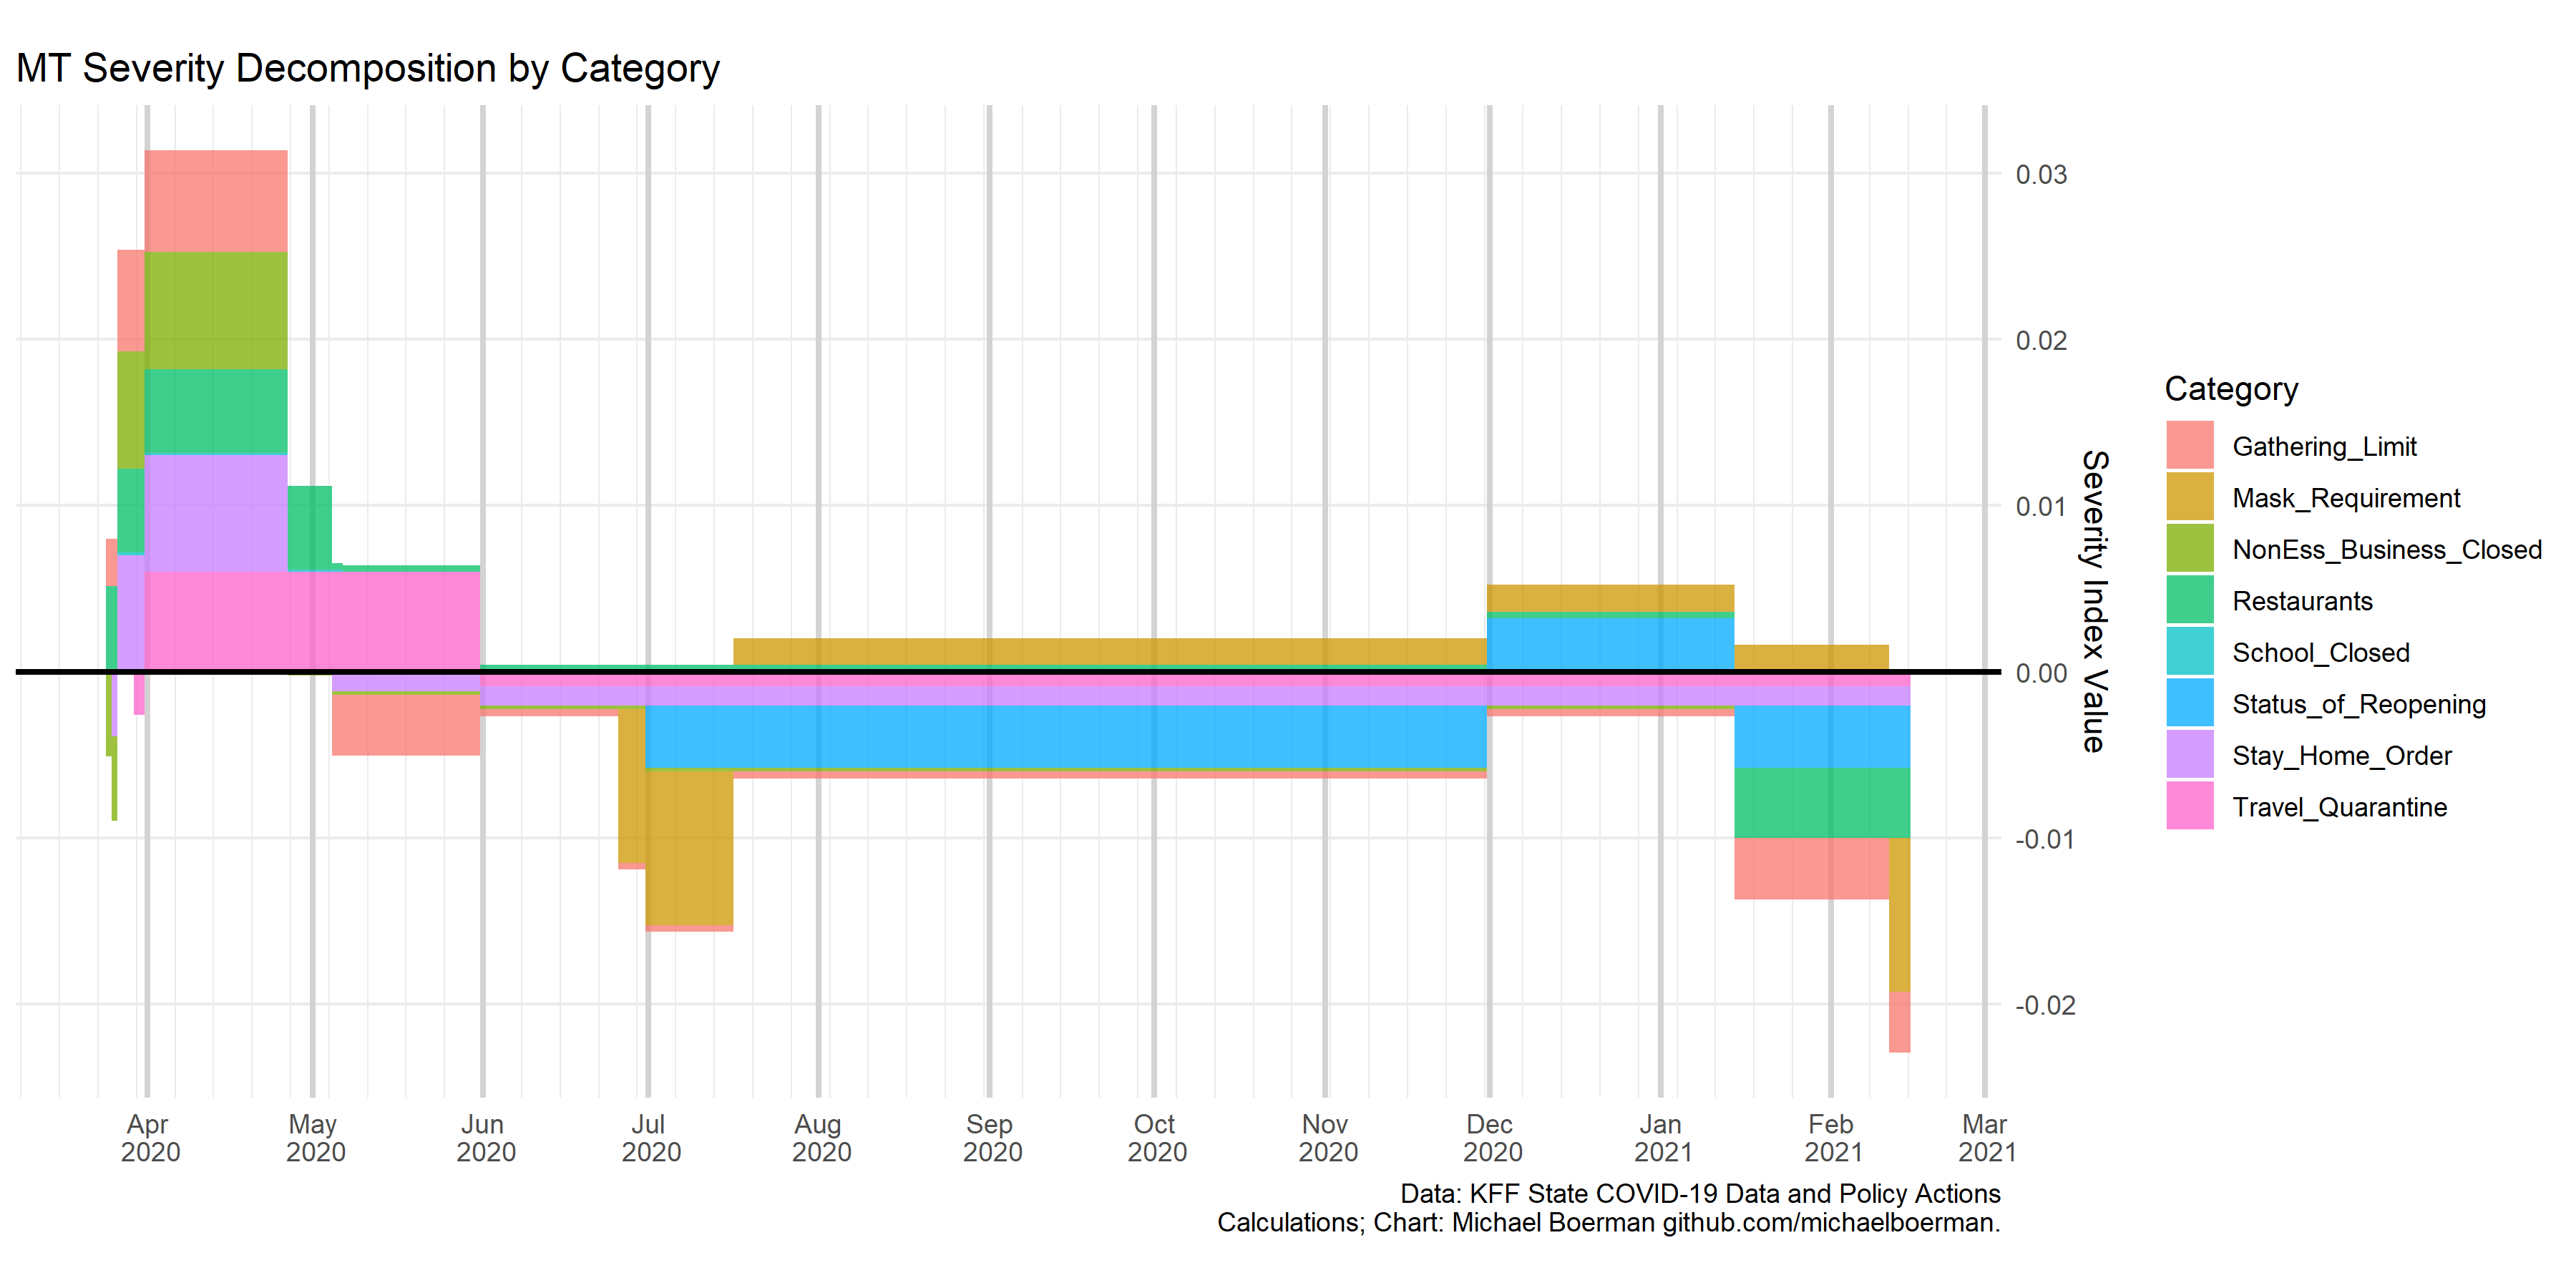 MT Severity Decomposition by Category
0.03
0.02
0.01
0.00
-0.01
-0.02
Severity Index Value
Apr
2020
May
2020
Jun
2020
Jul
2020
Aug
2020
Sep
2020
Oct
2020
Nov
2020
Dec
2020
Jan
2021
Feb
2021
Mar
2021
Category
Gathering_Limit
Mask_Requirement
NonEss_Business_Closed
Restaurants
School_Closed
Status_of_Reopening
Stay_Home_Order
Travel_Quarantine
Data: KFF State COVID-19 Data and Policy Actions
Calculations; Chart: Michael Boerman github.com/michaelboerman.